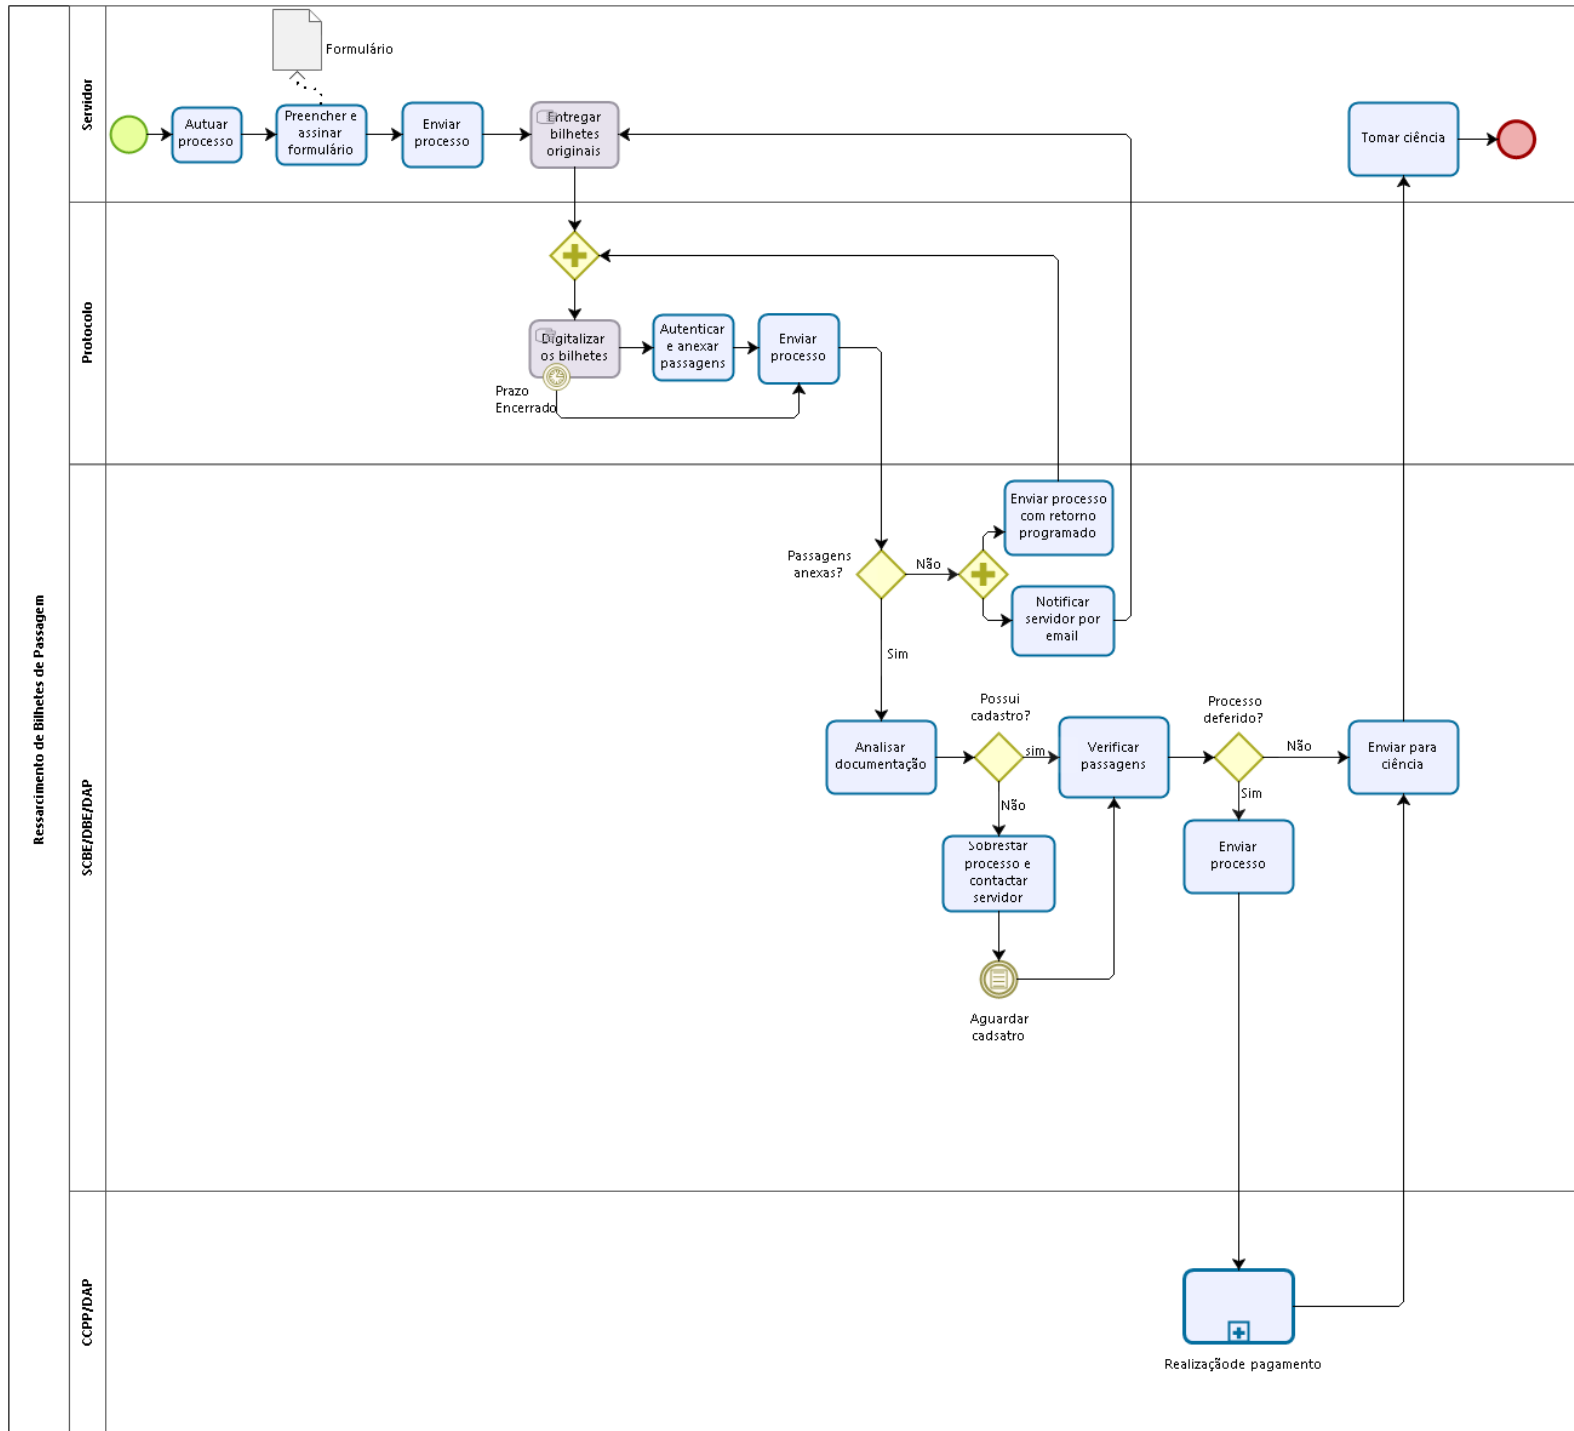 Ressarcimento de Bilhetes de Passagem
Servidor
Formulário
Autuar
processo
Preencher e
assinar
formulário
Enviar
processo
Entregar
bilhetes
originais
Tomar ciência
Protocolo
Digitalizar
os bilhetes
Prazo
Encerrado
Autenticar
e anexar
passagens
Enviar
processo
SCBE/DBE/DAP
Passagens
anexas?
Não
Enviar processo
com retorno
programado
Notificar
servidor por
email
Sim
Analisar
documentação
Possui
cadastro?
sim
Não
Verificar
passagens
Processo
deferido?
Não
Sim
Enviar para
ciência
Sobrestar
processo e
contactar
servidor
Enviar
processo
Aguardar
cadsatro
CCPP/DAP
Realizaçãode pagamento